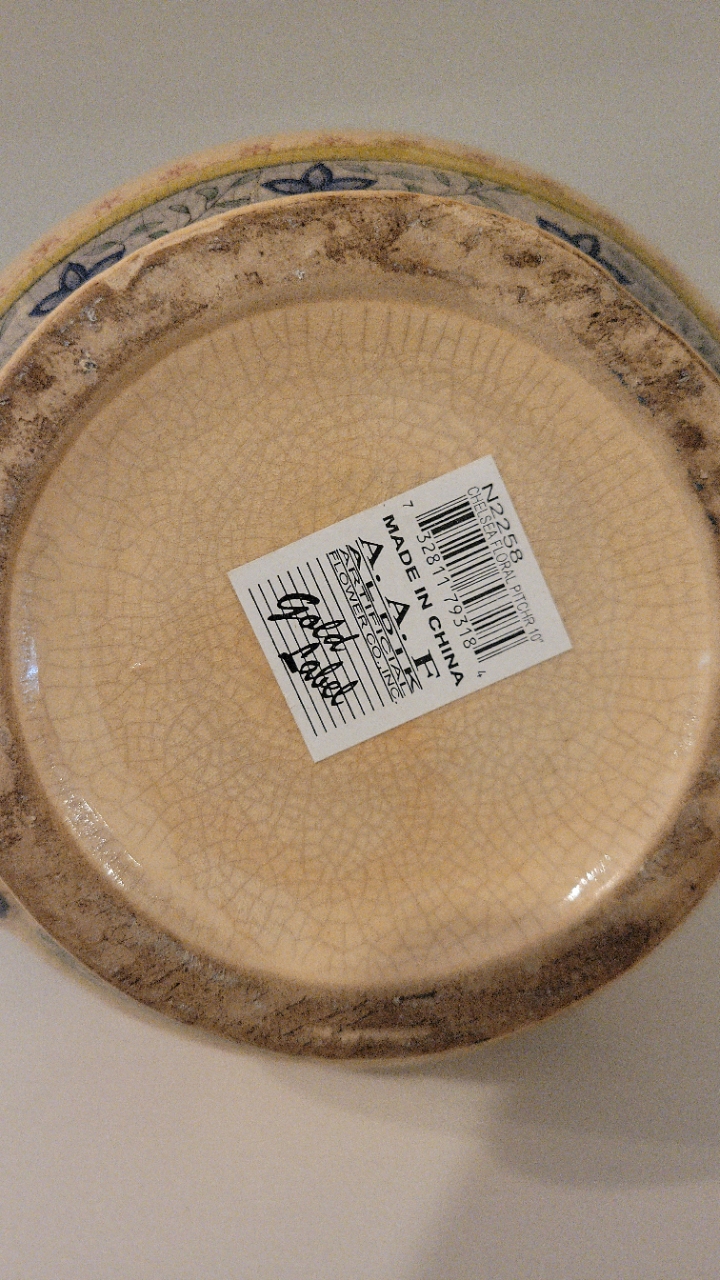 N2258
CHELSEA FLORAL PITCHR 10"
7 32811 79318 4
MADE IN CHINA
A. A. F
ARTIFICIAL
FLOWER CO., INC.
Gold
Label